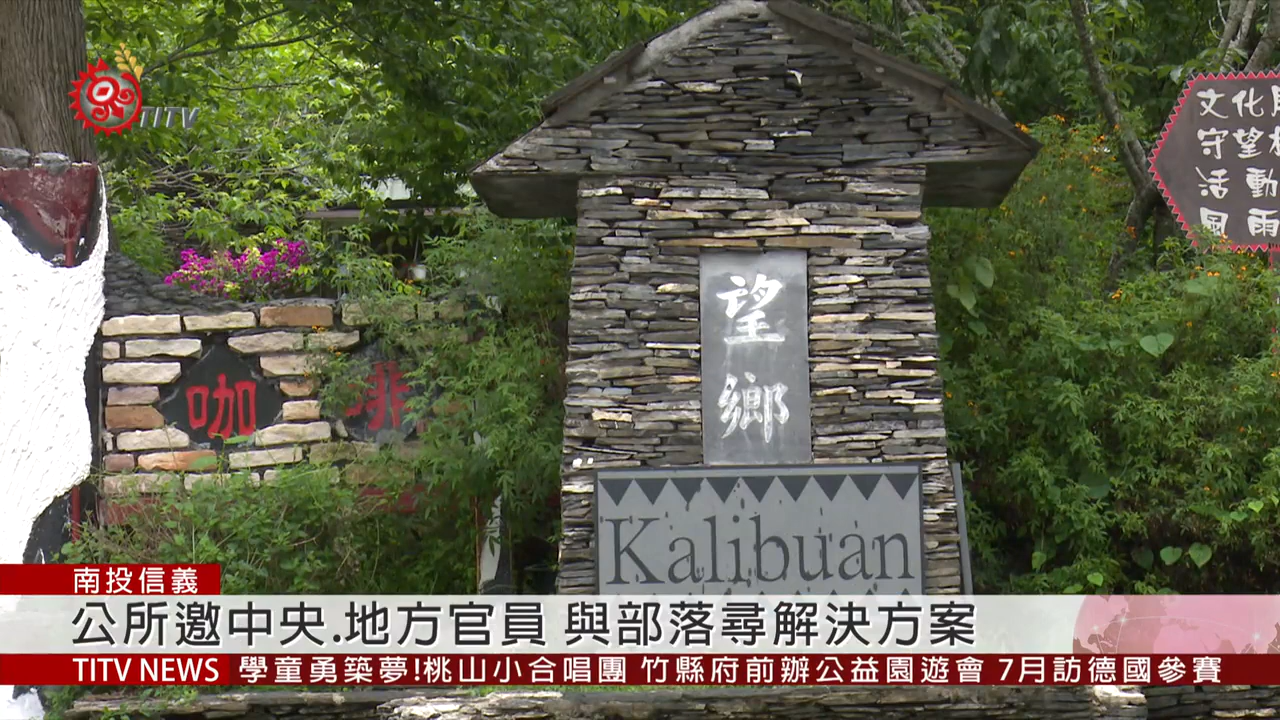 TITV
文化
守望
活動
風雨
望鄉
咖啡
Kalibuan
南投信義
公所邀中央.地方官員 與部落尋解決方案
TITV NEWS 學童勇築夢!桃山小合唱團 竹縣府前辦公益園遊會 7月訪德國參賽